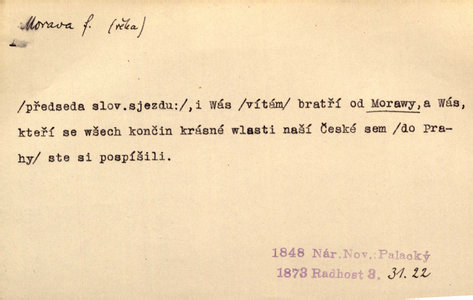 Morava f. (řeka)
/předseda slov.sjezdu:/,i Wás /vítám/ bratří od Morawy,a Wás,
kteří se wšech končin krásné wlasti naší České sem /do Pra-
hy/ ste si pospíšili.
1848 Nár.Nov.:Palacký
1873 Radhost 3. 31.22